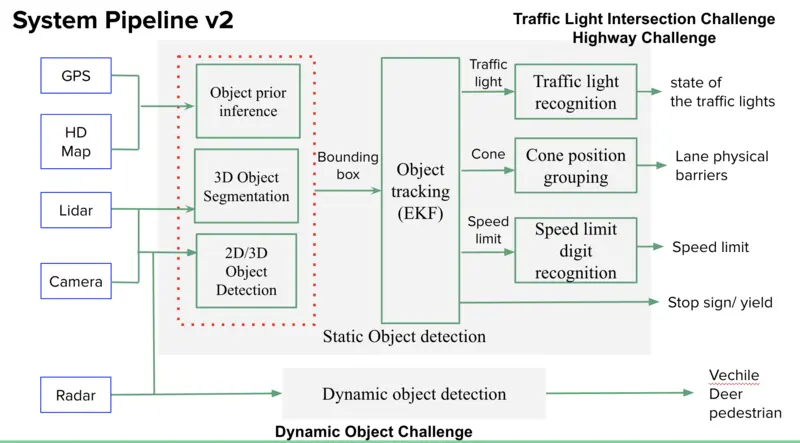 System Pipeline v2
Traffic Light Intersection Challenge
Highway Challenge
GPS
HD
Map
Lidar
Camera
Radar
Object prior
inference
3D Object
Segmentation
2D/3D
Object
Detection
Bounding
box
Object
tracking
(EKF)
Traffic
light
Cone
Speed
limit
Traffic light
recognition
Cone position
grouping
Speed limit
digit
recognition
state of
the traffic lights
Lane physical
barriers
Speed limit
Stop sign/ yield
Static Object detection
Dynamic object detection
Vechile
Deer
pedestrian
Dynamic Object Challenge